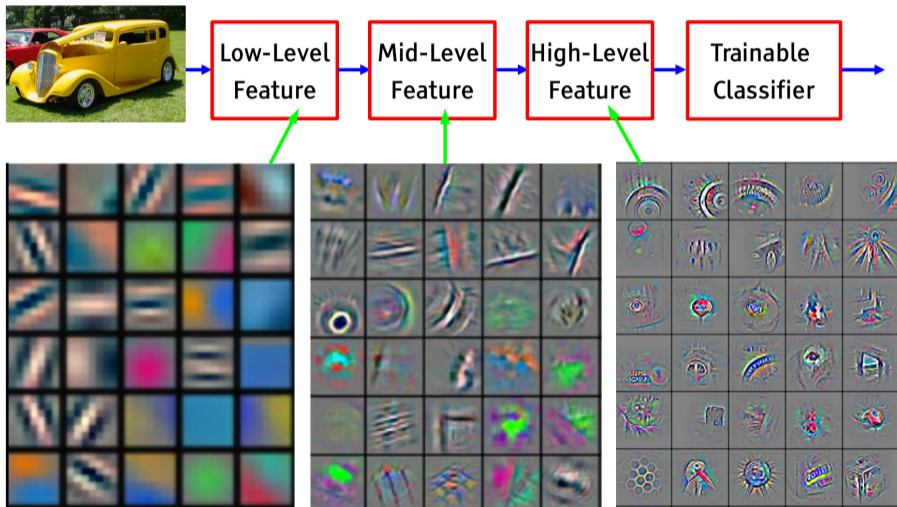 Low-Level
Feature
Mid-Level
Feature
High-Level
Feature
Trainable
Classifier